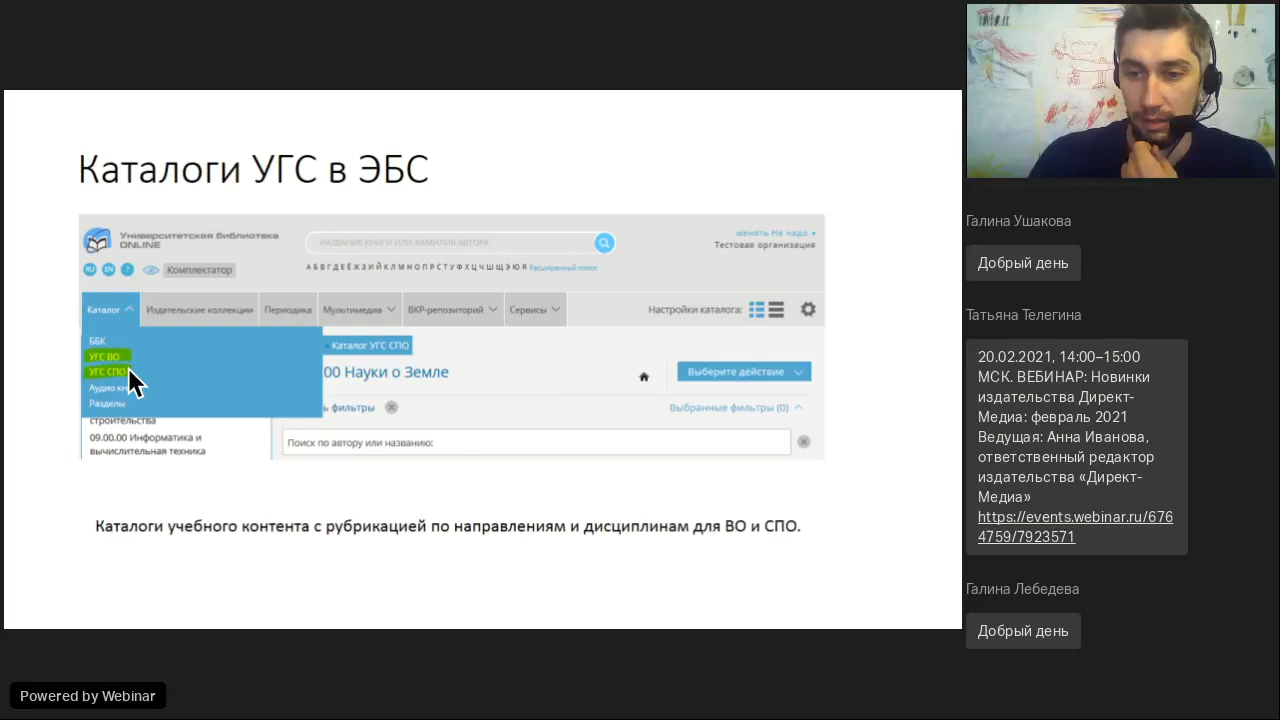 Каталоги УГС в ЭБС
Университетская библиотека
ONLINE
НАЗВАНИЕ КНИГИ ИЛИ ФАМИЛИЯ АВТОРА
менять Не надо
Тестовая организация
RU EN ?
Комплектатор
А Б В Г Д Е Ё Ж З И Й К Л М Н О П Р С Т У Ф Х Ц Ч Ш Щ Э Ю Я Расширенный поиск
Каталог
Издательские коллекции
Периодика
Мультимедиа
ВКР-репозиторий
Сервисы
Настройки каталога:
ББК
УГС ВО
УГС СПО
Аудио кн
Разделы
Каталог УГС СПО
00 Науки о Земле
Выберите действие
ь фильтры
Выбранные фильтры (0)
строительства
09.00.00 Информатика и
вычислительная техника
Поиск по автору или названию:
Каталоги учебного контента с рубрикацией по направлениям и дисциплинам для ВО и СПО.
Галина Ушакова
Добрый день
Татьяна Телегина
20.02.2021, 14:00–15:00
МСК. ВЕБИНАР: Новинки
издательства Директ-
Медиа: февраль 2021
Ведущая: Анна Иванова,
ответственный редактор
издательства «Директ-
Медиа»
https://events.webinar.ru/676
4759/7923571
Галина Лебедева
Добрый день
Powered by Webinar